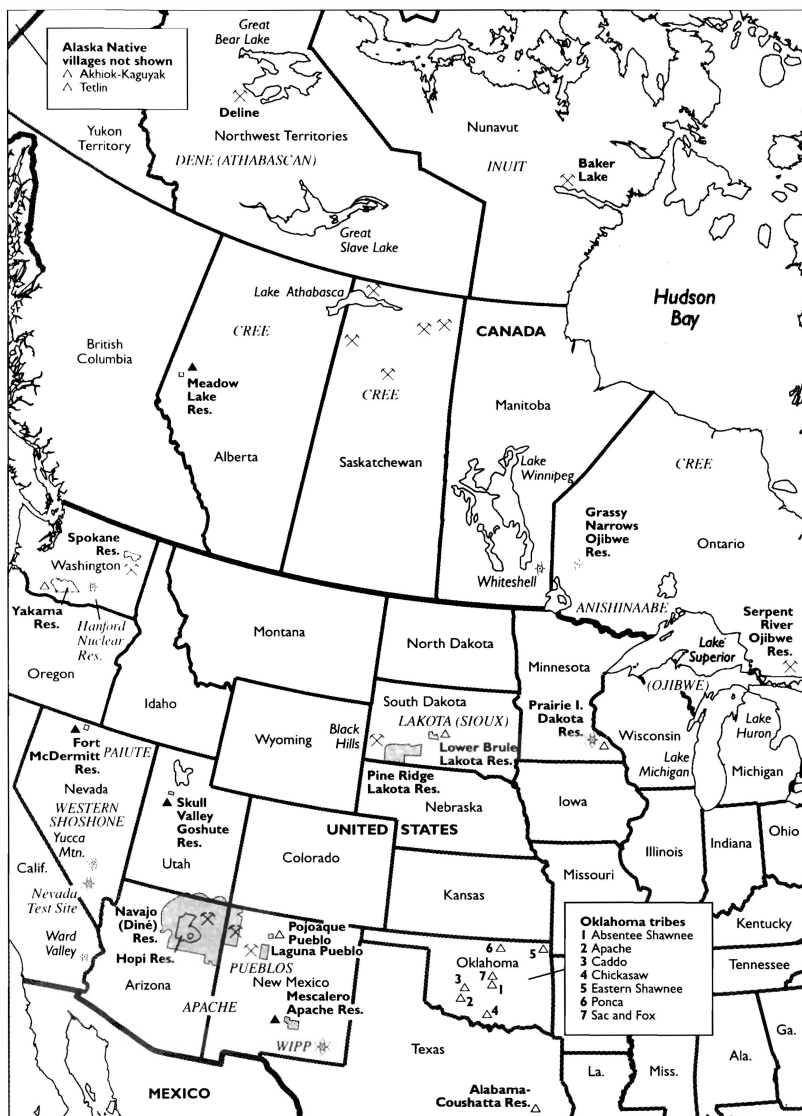 Alaska Native
villages not shown
△ Akhiok-Kaguyak
△ Tetlin
Great
Bear Lake
Deline
Northwest Territories
DENE (ATHABASCAN)
Yukon
Territory
Nunavut
INUIT
Baker
Lake
Great
Slave Lake
Lake Athabasca
Hudson
Bay
British
Columbia
CREE
CANADA
Meadow
Lake
Res.
CREE
Manitoba
Alberta
Saskatchewan
Lake
Winnipeg
CREE
Grassy
Narrows
Ojibwe
Res.
Ontario
Whiteshell
ANISHINAABE
Spokane
Res.
Washington
Yakama
Res.
Hanford
Nuclear
Res.
Oregon
Montana
North Dakota
Minnesota
Serpent
River
Ojibwe
Res.
Lake
Superior
(OJIBWE)
Idaho
South Dakota
LAKOTA (SIOUX)
Prairie I.
Dakota
Res.
Wisconsin
Lake
Huron
Wyoming
Black
Hills
Lower Brule
Lakota Res.
Lake
Michigan
Michigan
Pine Ridge
Lakota Res.
Fort
McDermitt
Res.
PAIUTE
Nevada
WESTERN
SHOSHONE
Yucca
Mtn.
Skull
Valley
Goshute
Res.
Nebraska
Iowa
UNITED STATES
Illinois
Indiana
Ohio
Calif.
Utah
Colorado
Kansas
Missouri
Nevada
Test Site
Kentucky
Ward
Valley
Navajo
(Diné)
Res.
Hopi Res.
Pojoaque
Pueblo
Laguna Pueblo
PUEBLOS
New Mexico
Arizona
APACHE
Mescalero
Apache Res.
WIPP
6
5
Oklahoma
7
3
1
2
4
Oklahoma tribes
1 Absentee Shawnee
2 Apache
3 Caddo
4 Chickasaw
5 Eastern Shawnee
6 Ponca
7 Sac and Fox
Tennessee
Texas
La.
Miss.
Ala.
Ga.
MEXICO
Alabama-
Coushatta Res.